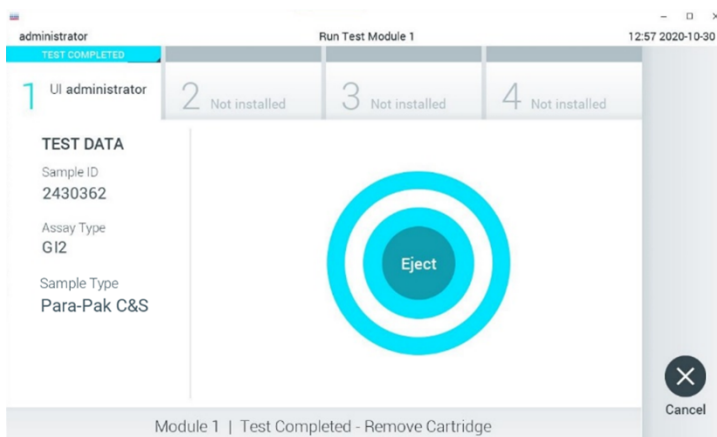 administrator Run Test Module 1 12:57 2020-10-30
TEST COMPLETED
1 UI administrator 2 Not installed 3 Not installed 4 Not installed
TEST DATA
Sample ID
2430362
Assay Type
GI2
Sample Type
Para-Pak C&S
Eject
Cancel
Module 1 | Test Completed - Remove Cartridge